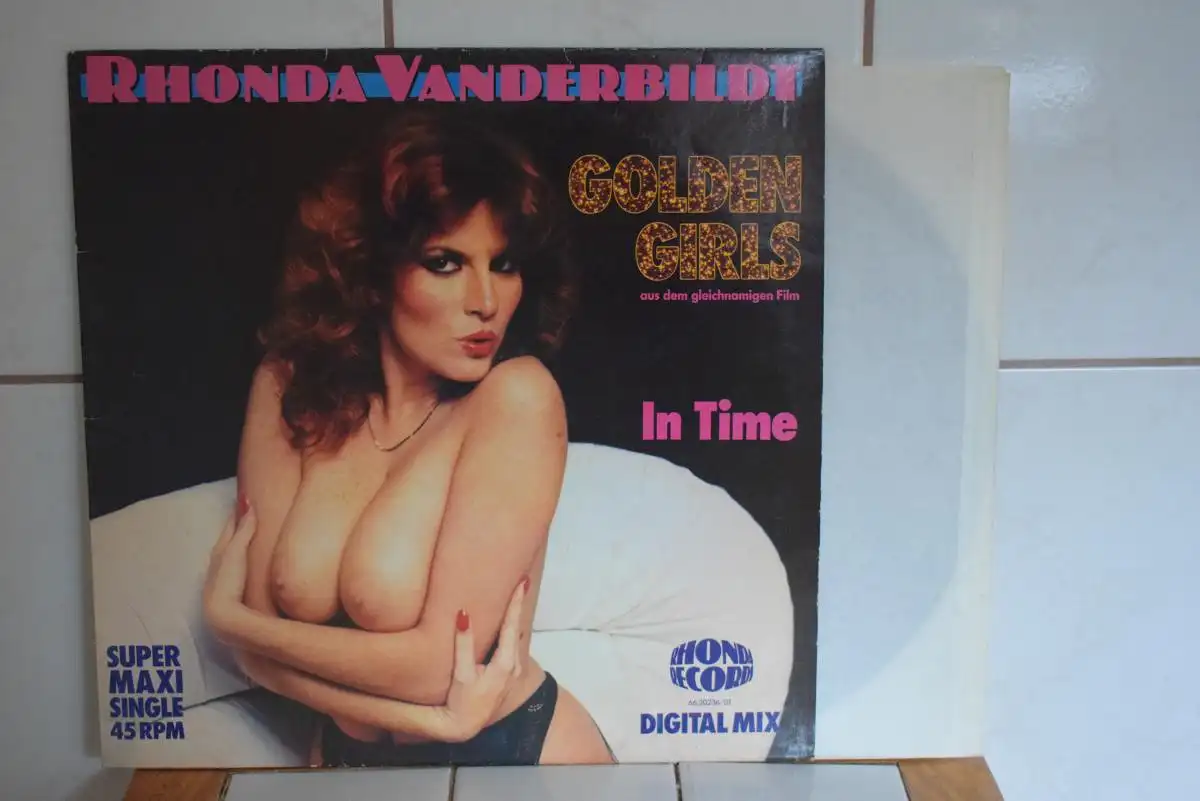 RHONDA VANDERBILDT
GOLDEN
GIRLS
aus dem gleichnamigen Film
In Time
SUPER
MAXI
SINGLE
45 RPM
RHONDA
RECORDS
DIGITAL MIX